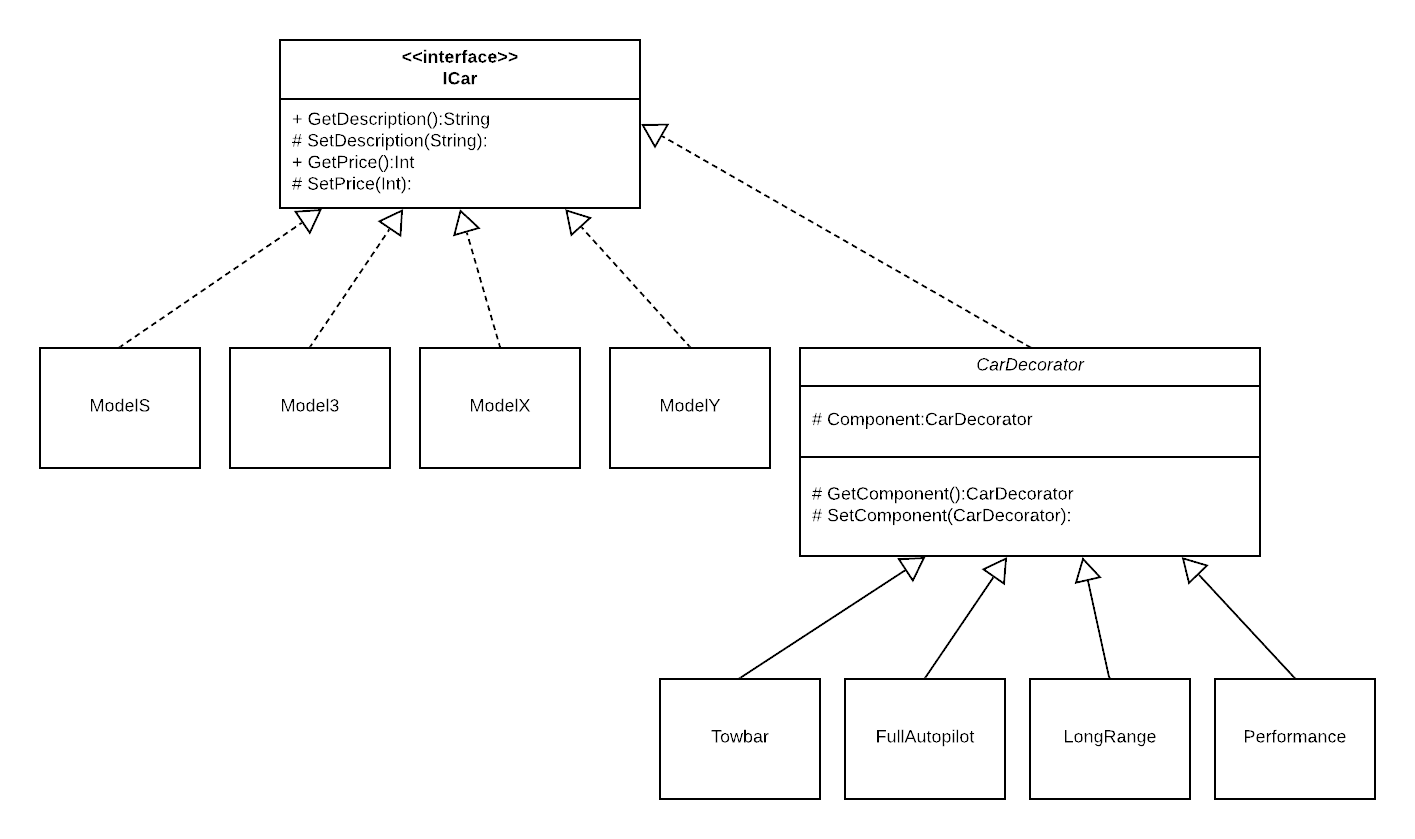 <<interface>>
ICar
+ GetDescription():String
# SetDescription(String):
+ GetPrice():Int
# SetPrice(Int):
ModelS
Model3
ModelX
ModelY
CarDecorator
# Component:CarDecorator
# GetComponent():CarDecorator
# SetComponent(CarDecorator):
Towbar
FullAutopilot
LongRange
Performance